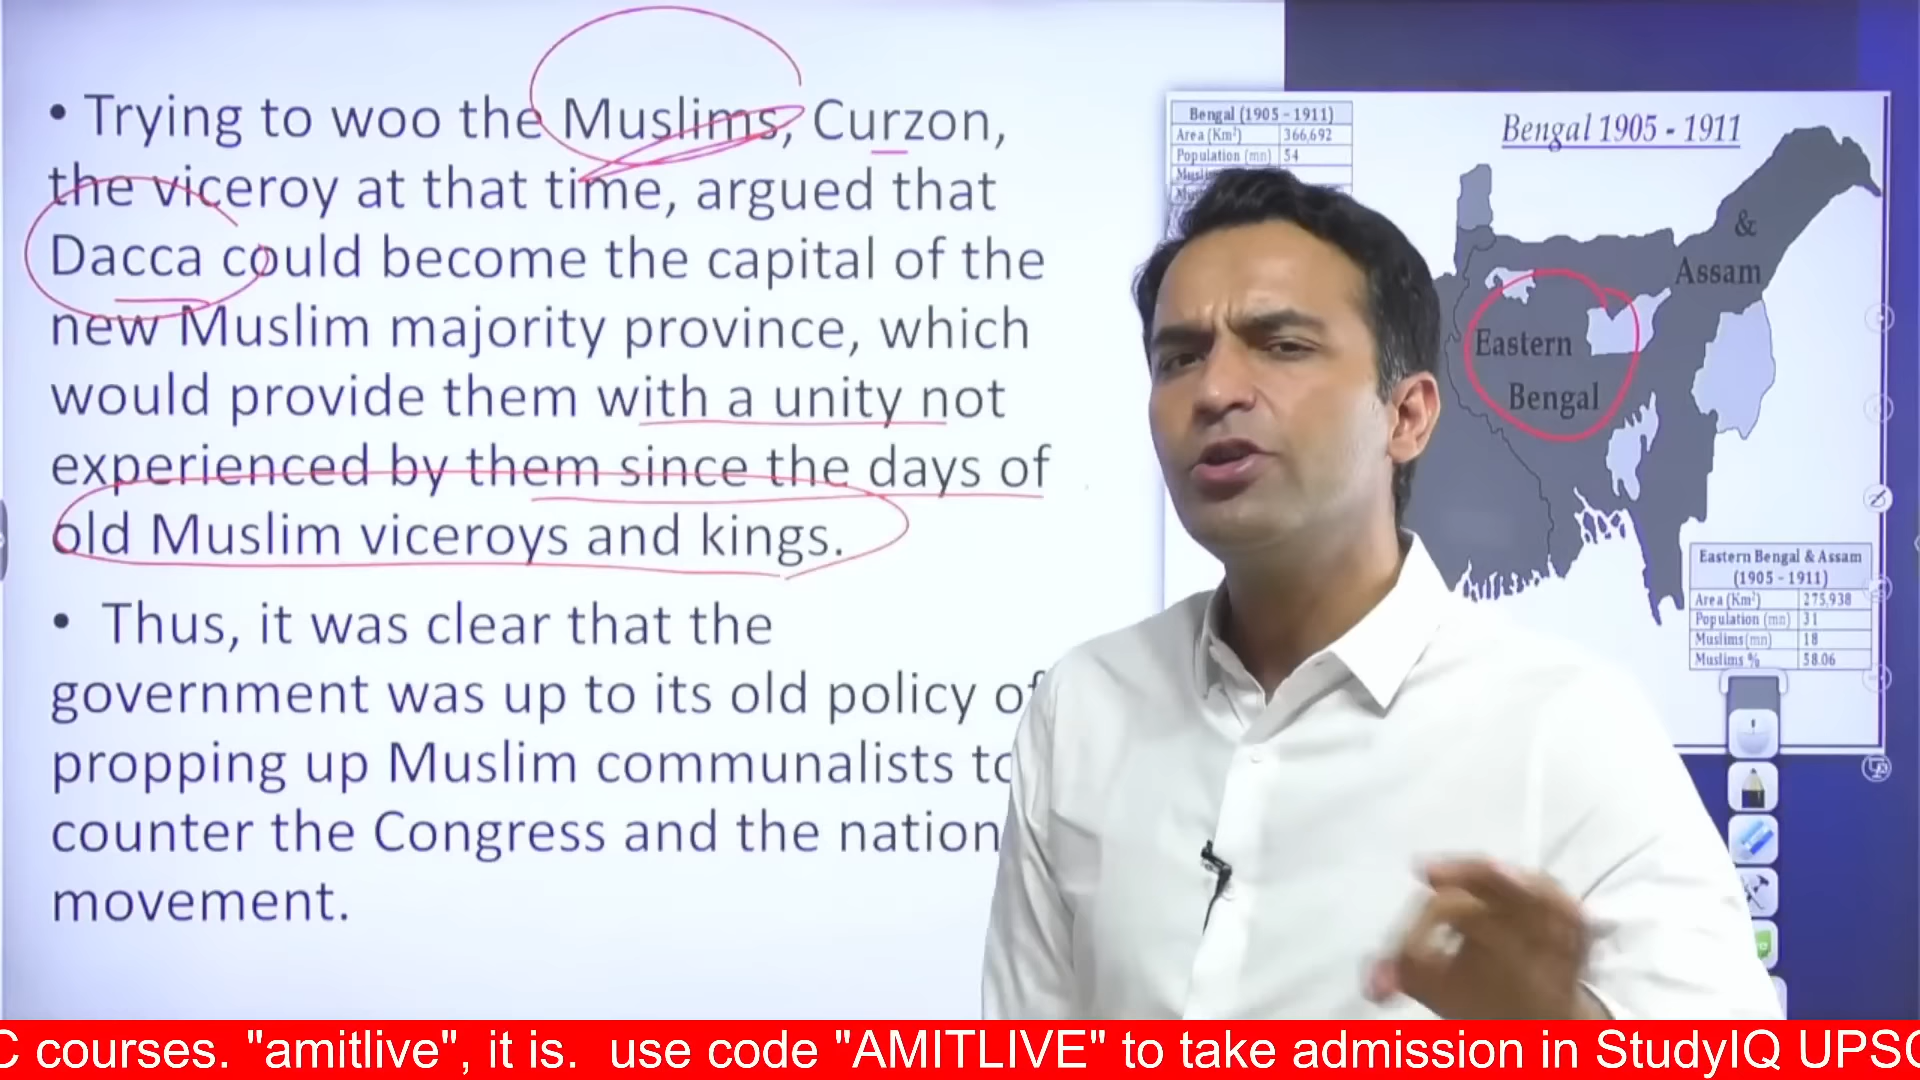 • Trying to woo the Muslims, Curzon,
the viceroy at that time, argued that
Dacca could become the capital of the
new Muslim majority province, which
would provide them with a unity not
experienced by them since the days of
old Muslim viceroys and kings.
• Thus, it was clear that the
government was up to its old policy of
propping up Muslim communalists to
counter the Congress and the nation
movement.
Bengal (1905 - 1911)
Area (Km²) 366,692
Population (mn) 54
Bengal 1905 - 1911
&
Assam
Eastern
Bengal
Eastern Bengal & Assam
(1905 - 1911)
Area (Km²) 275,938
Population (mn) 31
Muslims (mn) 18
Muslims % 58.06
C courses. "amitlive", it is. use code "AMITLIVE" to take admission in StudyIQ UPSC